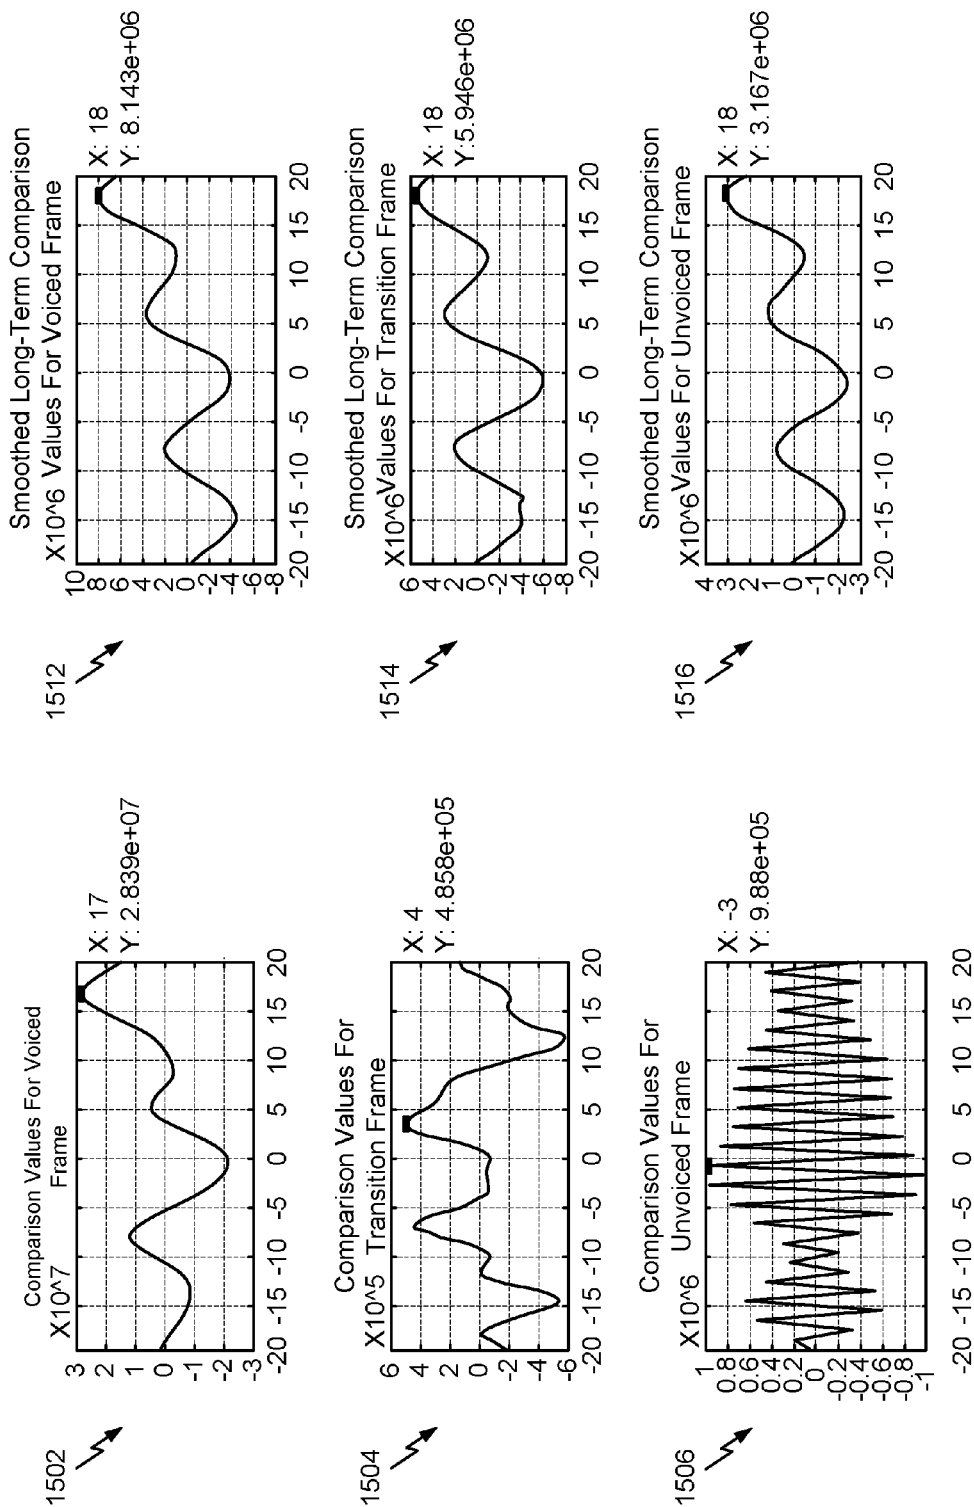 1502
Comparison Values For Voiced
X10^7 Frame
3
2
1
0
-1
-2
-3
-20 -15 -10 -5 0 5 10 15 20
X: 17
Y: 2.839e+07
1512
Smoothed Long-Term Comparison
X10^6 Values For Voiced Frame
10
8
6
4
2
0
-2
-4
-6
-8
-20 -15 -10 -5 0 5 10 15 20
X: 18
Y: 8.143e+06
1504
Comparison Values For
X10^5 Transition Frame
6
4
2
0
-2
-4
-6
-20 -15 -10 -5 0 5 10 15 20
X: 4
Y: 4.858e+05
1514
Smoothed Long-Term Comparison
X10^6 Values For Transition Frame
6
4
2
0
-2
-4
-6
-8
-20 -15 -10 -5 0 5 10 15 20
X: 18
Y:5.946e+06
1506
Comparison Values For
X10^6 Unvoiced Frame
1
0.8
0.6
0.4
0.2
0
-0.2
-0.4
-0.6
-0.8
-1
-20 -15 -10 -5 0 5 10 15 20
X: -3
Y: 9.88e+05
1516
Smoothed Long-Term Comparison
X10^6 Values For Unvoiced Frame
4
3
2
1
0
-1
-2
-3
-20 -15 -10 -5 0 5 10 15 20
X: 18
Y: 3.167e+06